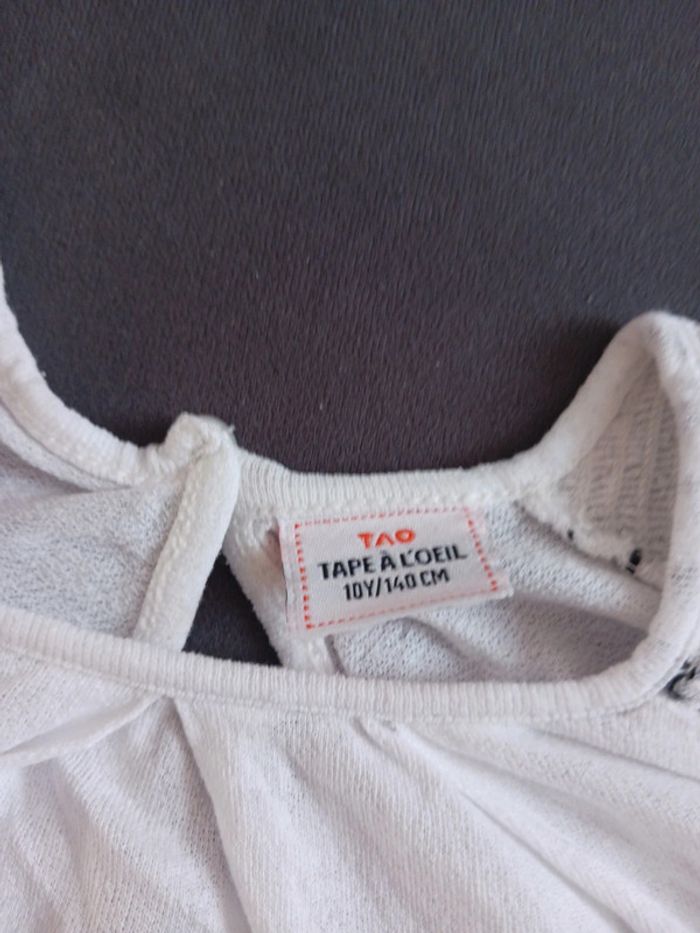 TAO
TAPE À L'OEIL
10Y/140 CM